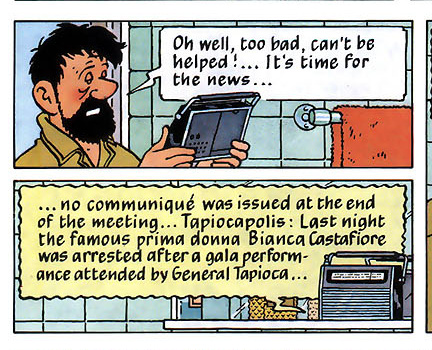 Oh well, too bad, can't be
helped!... It's time for
the news...
...no communiqué was issued at the end
of the meeting... Tapiocapolis: Last night
the famous prima donna Bianca Castafiore
was arrested after a gala perform-
ance attended by General Tapioca...